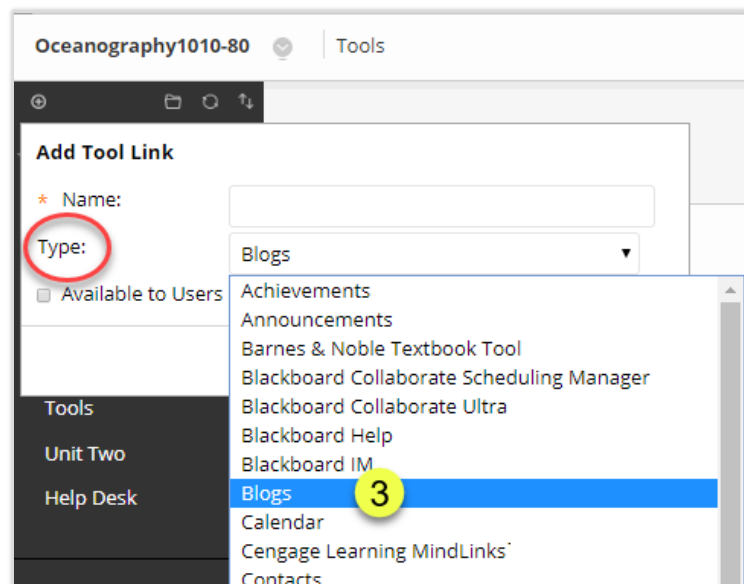 Oceanography1010-80 Tools
Add Tool Link
* Name:
Type: Blogs
Available to Users
Achievements
Announcements
Barnes & Noble Textbook Tool
Blackboard Collaborate Scheduling Manager
Blackboard Collaborate Ultra
Blackboard Help
Blackboard IM
Blogs 3
Calendar
Cengage Learning MindLinks
Contacts
Tools
Unit Two
Help Desk